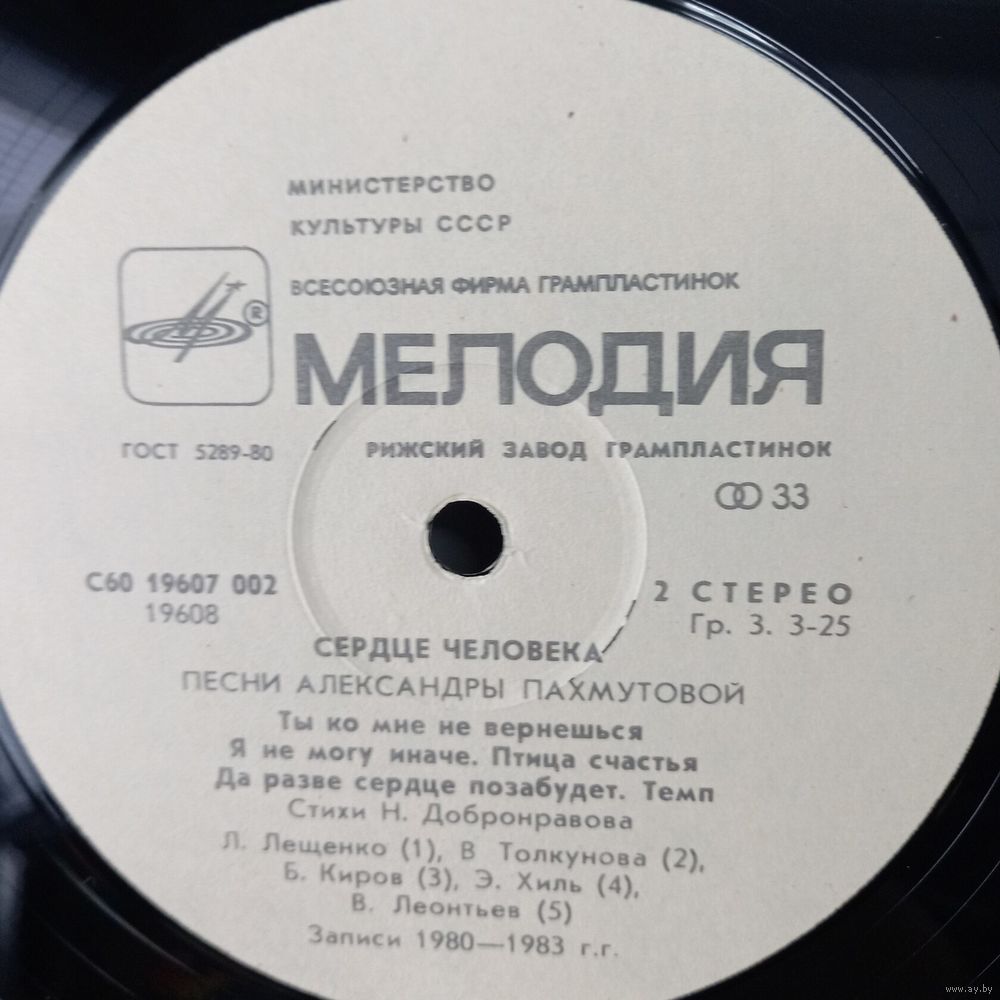 МИНИСТЕРСТВО
КУЛЬТУРЫ СССР
ВСЕСОЮЗНАЯ ФИРМА ГРАМПЛАСТИНОК
®
МЕЛОДИЯ
ГОСТ 5289-80
РИЖСКИЙ ЗАВОД ГРАМПЛАСТИНОК
33
С60 19607 002
19608
2 СТЕРЕО
Гр. 3. 3-25
СЕРДЦЕ ЧЕЛОВЕКА
ПЕСНИ АЛЕКСАНДРЫ ПАХМУТОВОЙ
Ты ко мне не вернешься
Я не могу иначе. Птица счастья
Да разве сердце позабудет. Темп
Стихи Н. Добронравова
Л. Лещенко (1), В Толкунова (2),
Б. Киров (3), Э. Хиль (4),
В. Леонтьев (5)
Записи 1980—1983 г.г.
www.ay.by